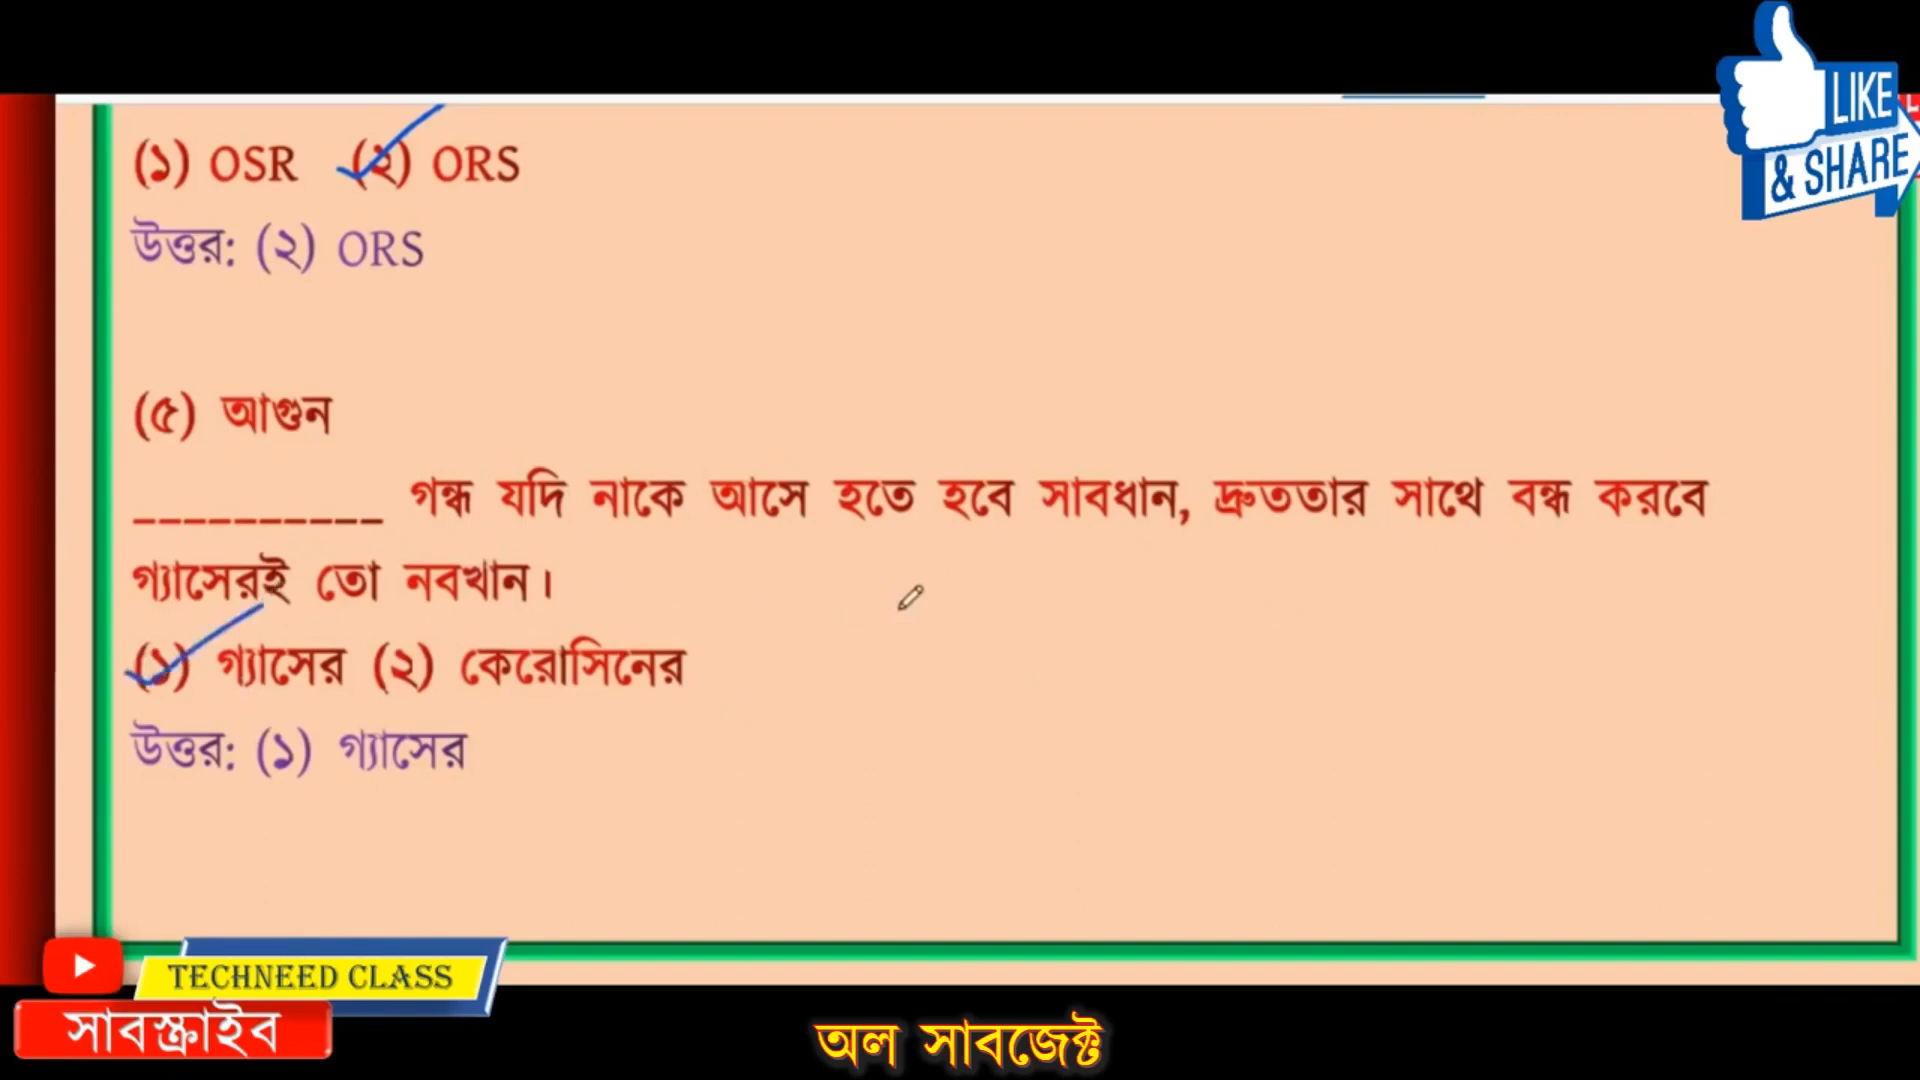 LIKE
& SHARE
(১) OSR (২) ORS
উত্তর: (২) ORS
(৫) আগুন
__________ গন্ধ যদি নাকে আসে হতে হবে সাবধান, দ্রুততার সাথে বন্ধ করবে
গ্যাসেরই তো নবখান।
(১) গ্যাসের (২) কেরোসিনের
উত্তর: (১) গ্যাসের
TECHNEED CLASS
সাবস্ক্রাইব
অল সাবজেক্ট